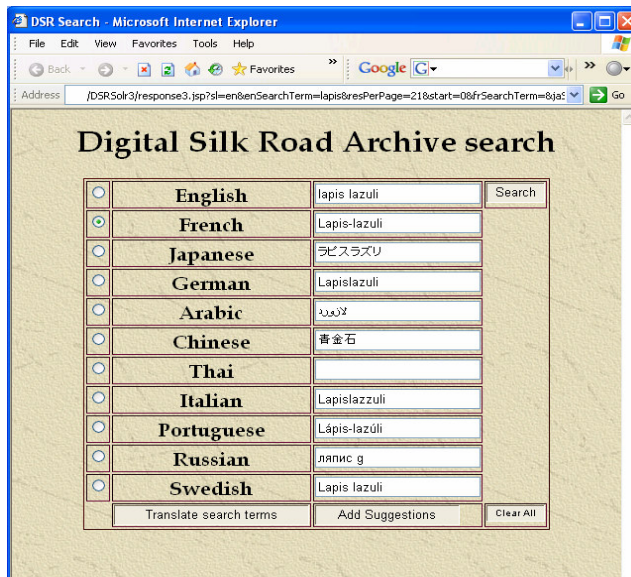 DSR Search - Microsoft Internet Explorer
File Edit View Favorites Tools Help
Back Favorites » Google G »
Address /DSRSolr3/response3.jsp?sl=en&enSearchTerm=lapis&resPerPage=21&start=0&frSearchTerm=&jaS Go
Digital Silk Road Archive search
English lapis lazuli Search
French Lapis-lazuli
Japanese ラピスラズリ
German Lapislazuli
Arabic لازورد
Chinese 青金石
Thai
Italian Lapislazzuli
Portuguese Lápis-lazúli
Russian ляпис g
Swedish Lapis lazuli
Translate search terms Add Suggestions Clear All